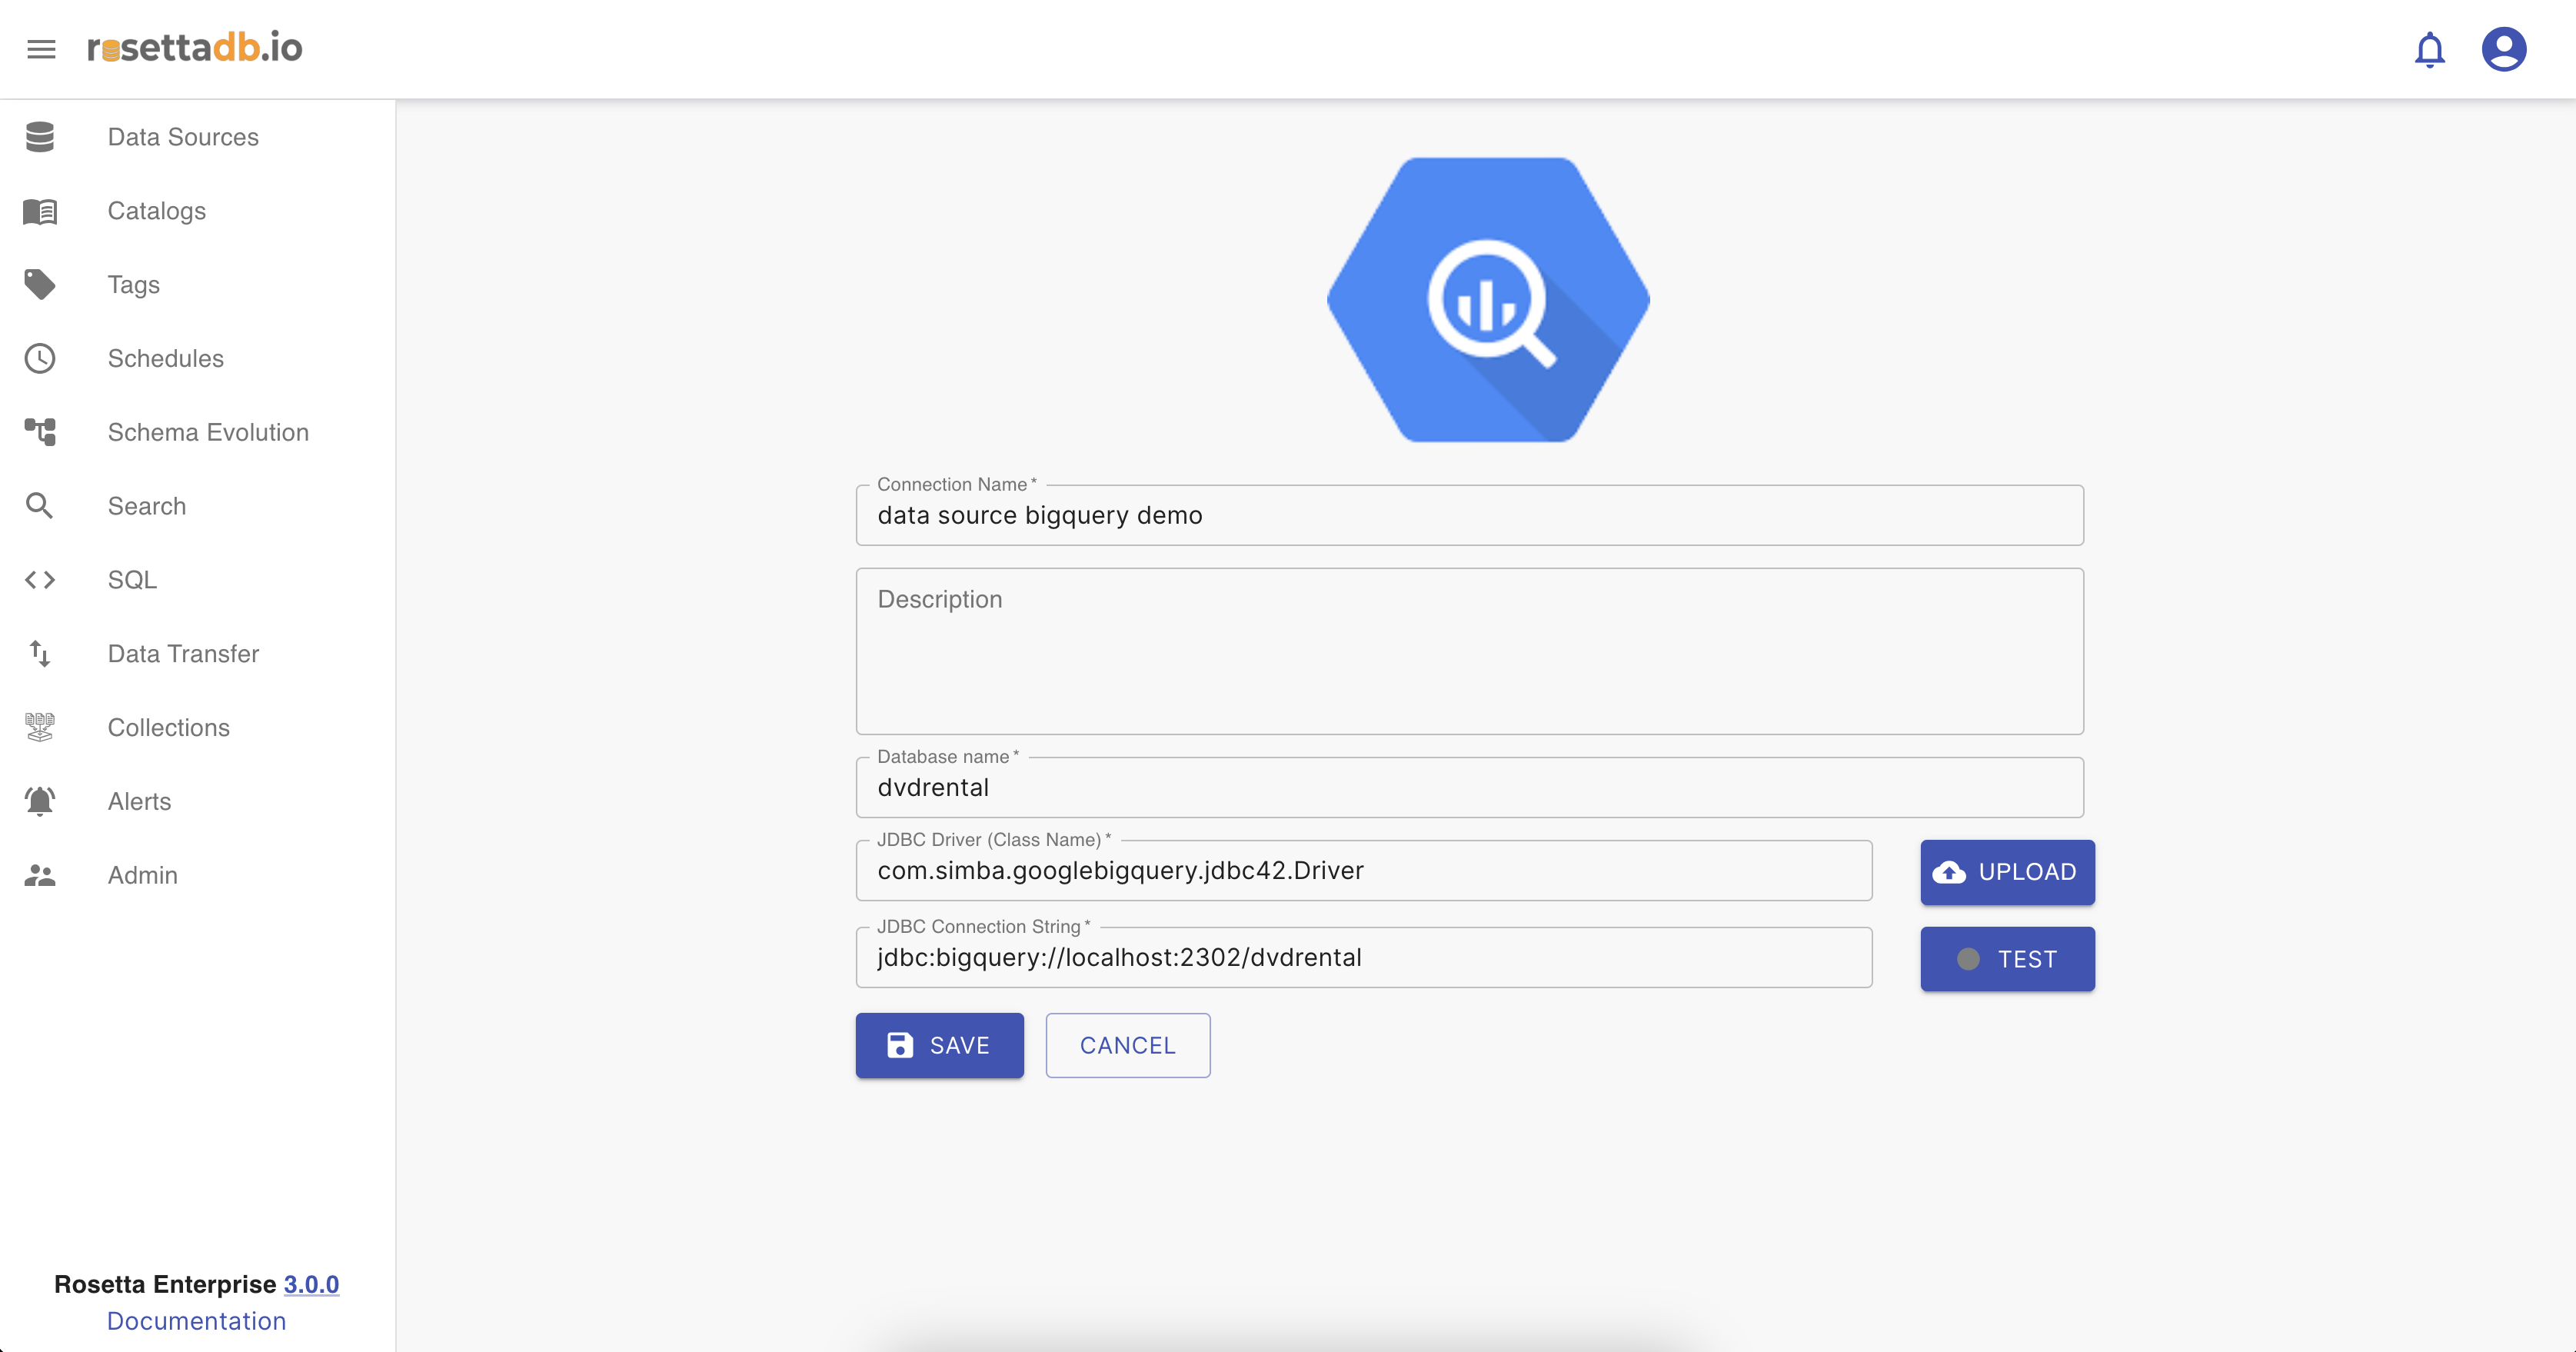 rosettadb.io
Data Sources
Catalogs
Tags
Schedules
Schema Evolution
Search
SQL
Data Transfer
Collections
Alerts
Admin
Rosetta Enterprise 3.0.0
Documentation
Connection Name *
data source bigquery demo
Description
Database name *
dvdrental
JDBC Driver (Class Name) *
com.simba.googlebigquery.jdbc42.Driver
UPLOAD
JDBC Connection String *
jdbc:bigquery://localhost:2302/dvdrental
TEST
SAVE
CANCEL